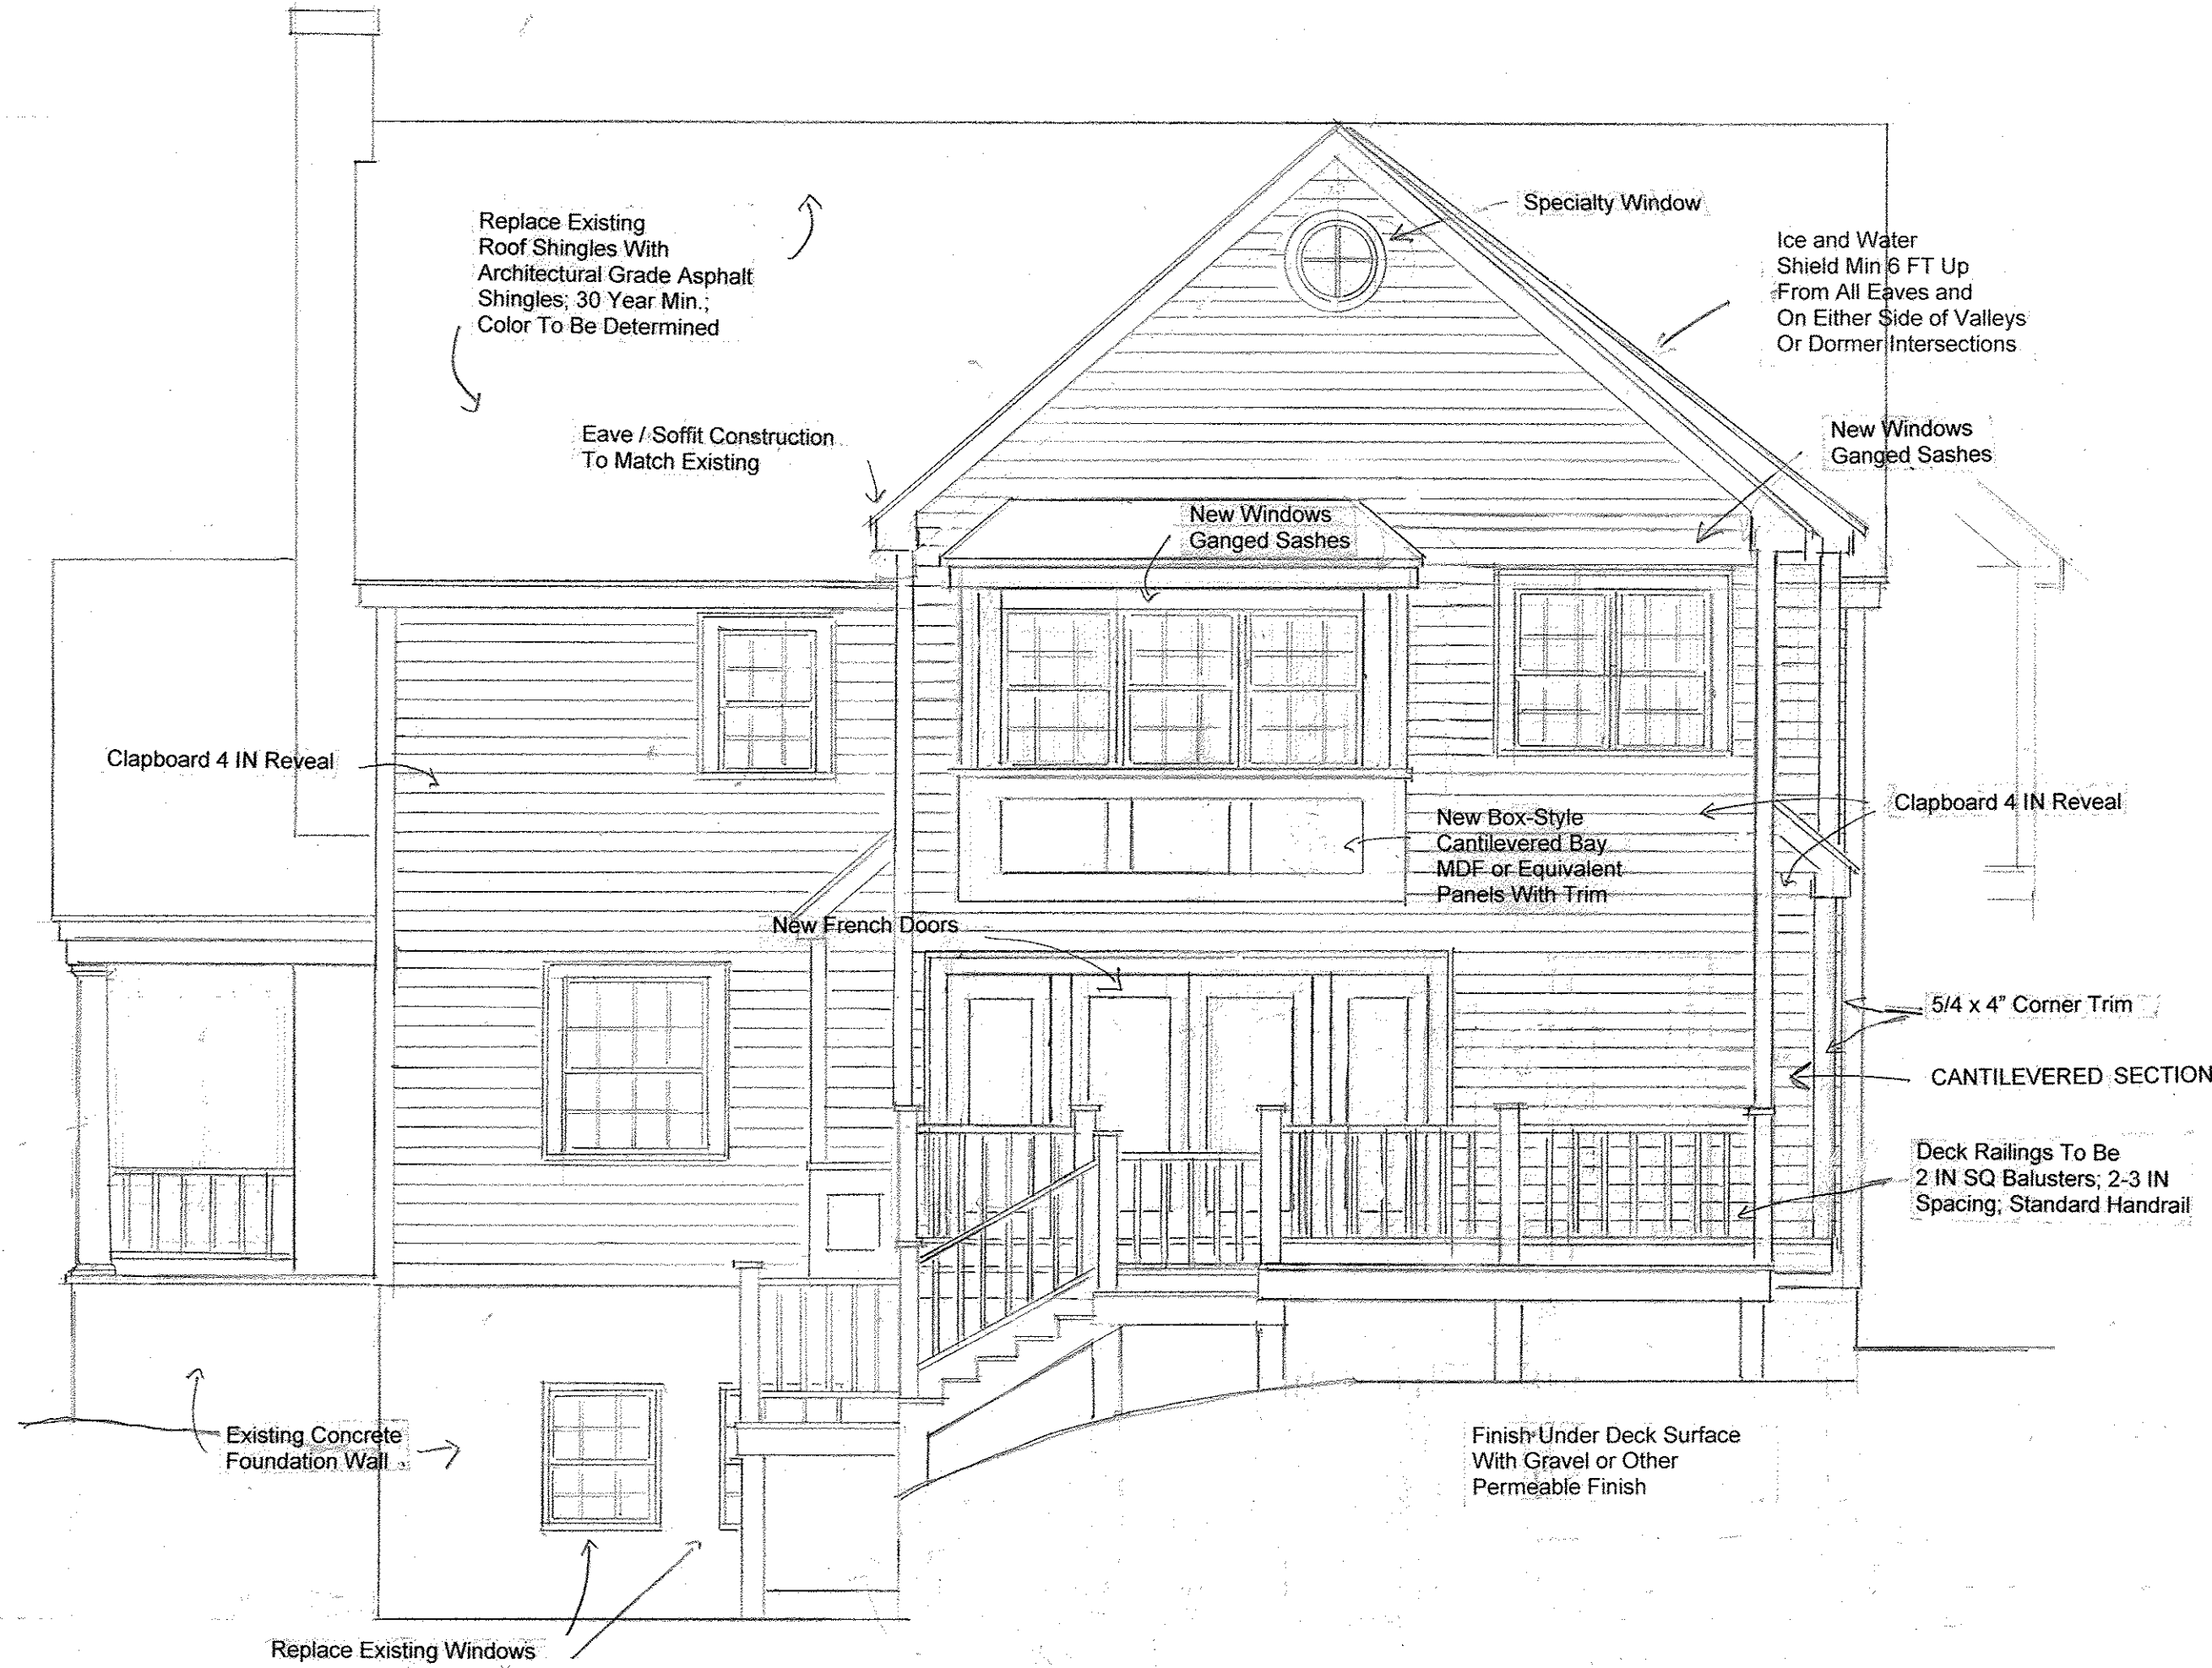 Specialty Window
Replace Existing
Roof Shingles With
Architectural Grade Asphalt
Shingles; 30 Year Min.;
Color To Be Determined
Ice and Water
Shield Min 6 FT Up
From All Eaves and
On Either Side of Valleys
Or Dormer Intersections
Eave / Soffit Construction
To Match Existing
New Windows
Ganged Sashes
New Windows
Ganged Sashes
Clapboard 4 IN Reveal
Clapboard 4 IN Reveal
New Box-Style
Cantilevered Bay
MDF or Equivalent
Panels With Trim
New French Doors
5/4 x 4” Corner Trim
CANTILEVERED SECTION
Deck Railings To Be
2 IN SQ Balusters; 2-3 IN
Spacing; Standard Handrail
Existing Concrete
Foundation Wall
Finish Under Deck Surface
With Gravel or Other
Permeable Finish
Replace Existing Windows